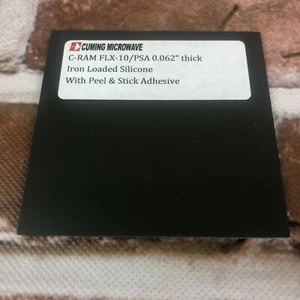 CUMING MICROWAVE
C-RAM FLX-10/PSA 0.062" thick
Iron Loaded Silicone
With Peel & Stick Adhesive